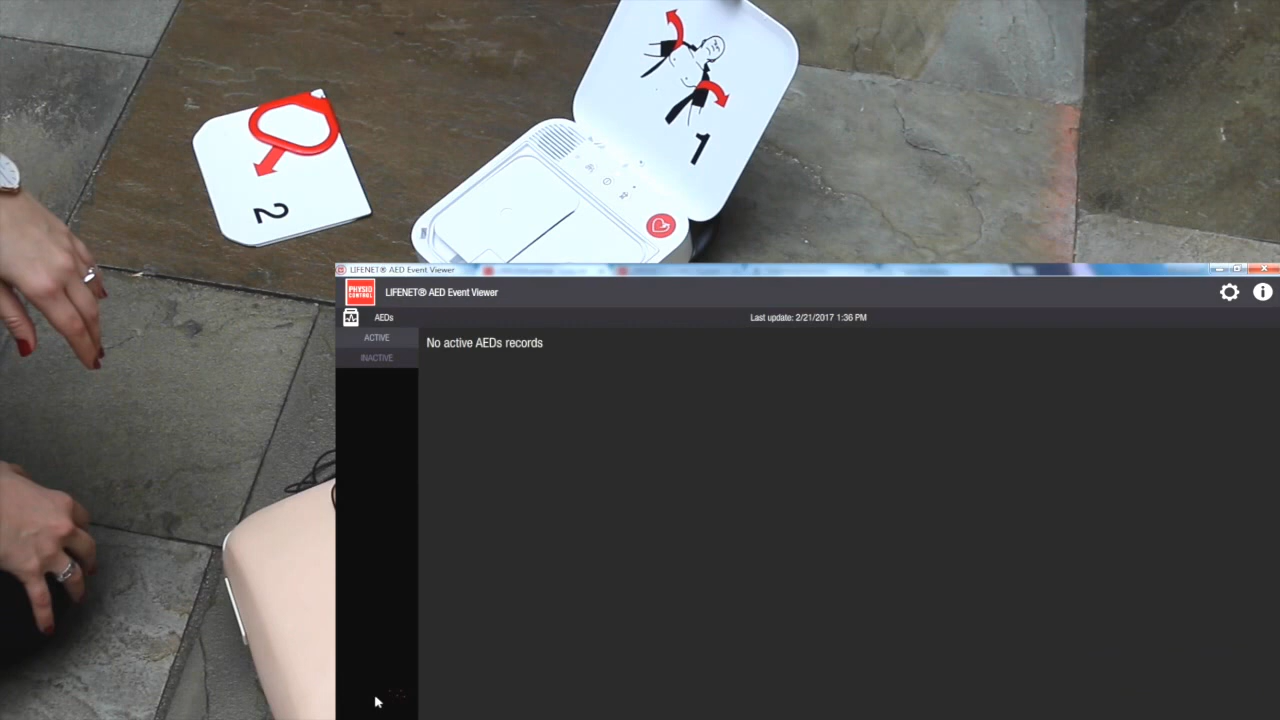 1
2
LIFENET® AED Event Viewer
PHYSIO
CONTROL
LIFENET® AED Event Viewer
AEDs
Last update: 2/21/2017 1:36 PM
ACTIVE
No active AEDs records
INACTIVE